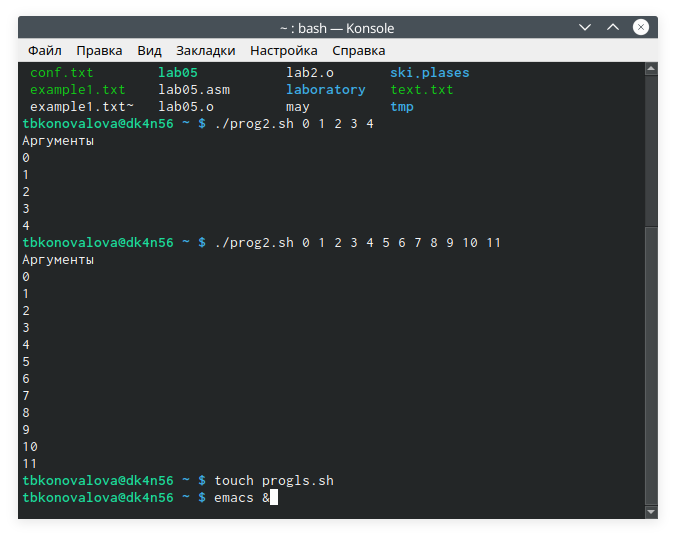 ~ : bash — Konsole
Файл Правка Вид Закладки Настройка Справка
conf.txt lab05 lab2.o ski.plases
example1.txt lab05.asm laboratory text.txt
example1.txt~ lab05.o may tmp
tbkonovalova@dk4n56 ~ $ ./prog2.sh 0 1 2 3 4
Аргументы
0
1
2
3
4
tbkonovalova@dk4n56 ~ $ ./prog2.sh 0 1 2 3 4 5 6 7 8 9 10 11
Аргументы
0
1
2
3
4
5
6
7
8
9
10
11
tbkonovalova@dk4n56 ~ $ touch progls.sh
tbkonovalova@dk4n56 ~ $ emacs &